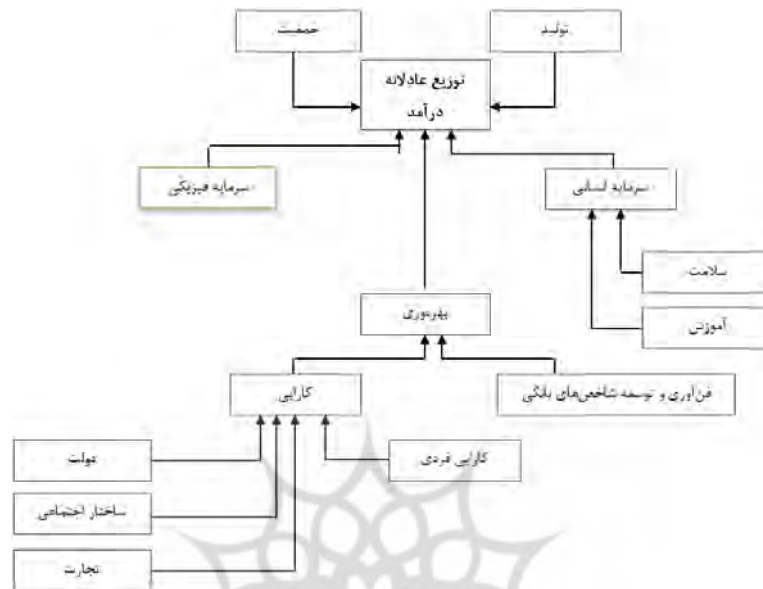 تولید
جمعیت
توزیع عادلانه
درآمد
سرمایه انسانی
سرمایه فیزیکی
سلامت
بهره‌وری
آموزش
کارایی
فن‌آوری و توسعه شاخص‌های بانکی
کارایی فردی
دولت
ساختار اجتماعی
تجارت